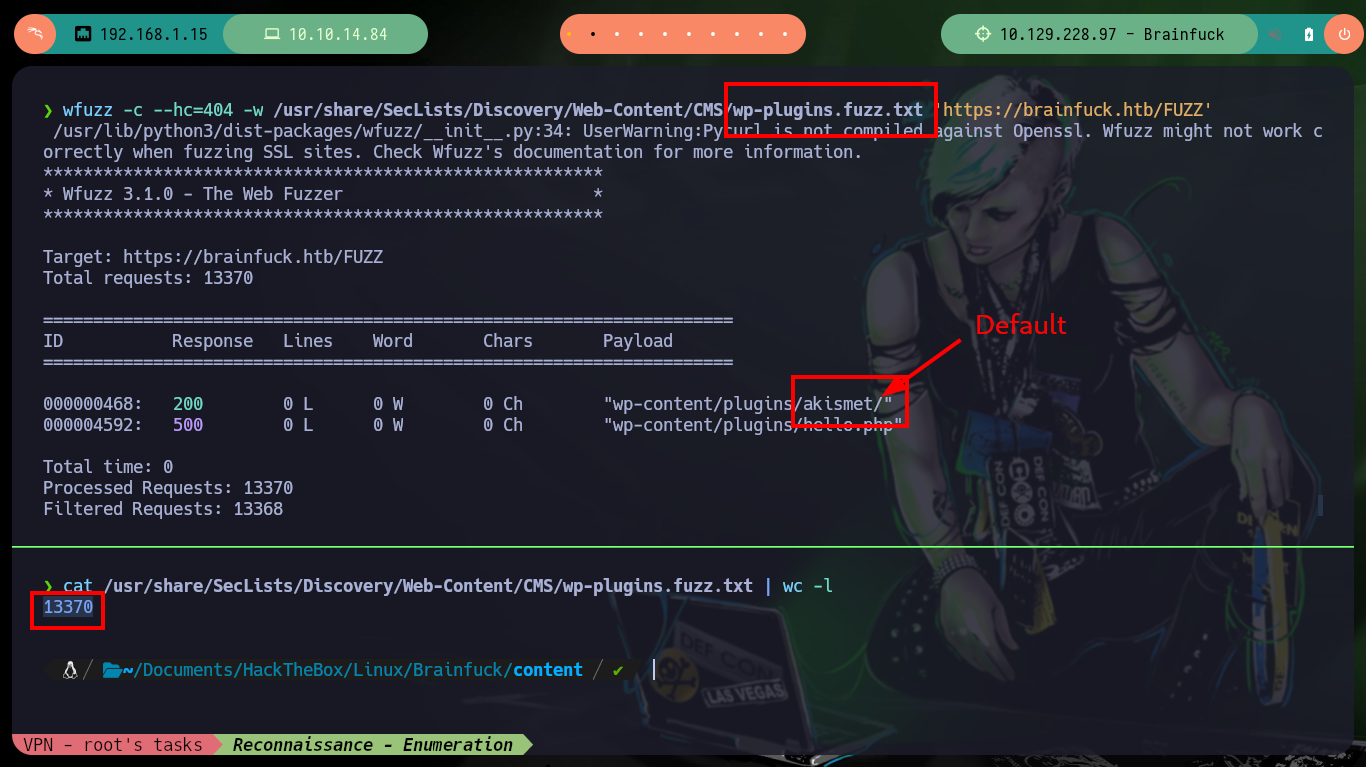 192.168.1.15 10.10.14.84 10.129.228.97 - Brainfuck
❯ wfuzz -c --hc=404 -w /usr/share/SecLists/Discovery/Web-Content/CMS/wp-plugins.fuzz.txt 'https://brainfuck.htb/FUZZ'
/usr/lib/python3/dist-packages/wfuzz/__init__.py:34: UserWarning:Pycurl is not compiled against Openssl. Wfuzz might not work c
orrectly when fuzzing SSL sites. Check Wfuzz's documentation for more information.
********************************************************
* Wfuzz 3.1.0 - The Web Fuzzer                         *
********************************************************
Target: https://brainfuck.htb/FUZZ
Total requests: 13370
Default
=====================================================================
ID           Response   Lines    Word       Chars       Payload
=====================================================================
000000468:   200        0 L      0 W        0 Ch        "wp-content/plugins/akismet/"
000004592:   500        0 L      0 W        0 Ch        "wp-content/plugins/hello.php"
Total time: 0
Processed Requests: 13370
Filtered Requests: 13368
❯ cat /usr/share/SecLists/Discovery/Web-Content/CMS/wp-plugins.fuzz.txt | wc -l
13370
/ ~/Documents/HackTheBox/Linux/Brainfuck/content / ✔
VPN - root's tasks Reconnaissance - Enumeration
DEF CON
DEF CON
LAS VEGAS